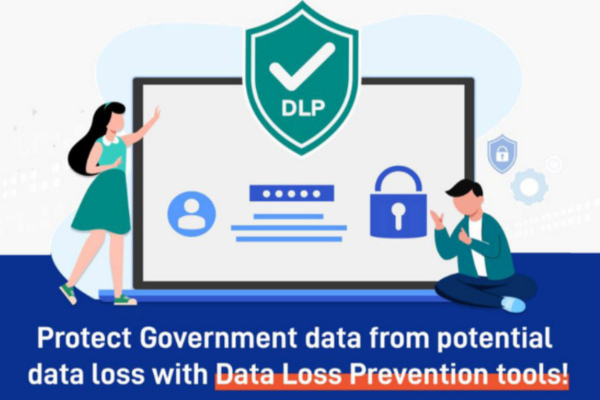 DLP
Protect Government data from potential
data loss with Data Loss Prevention tools!